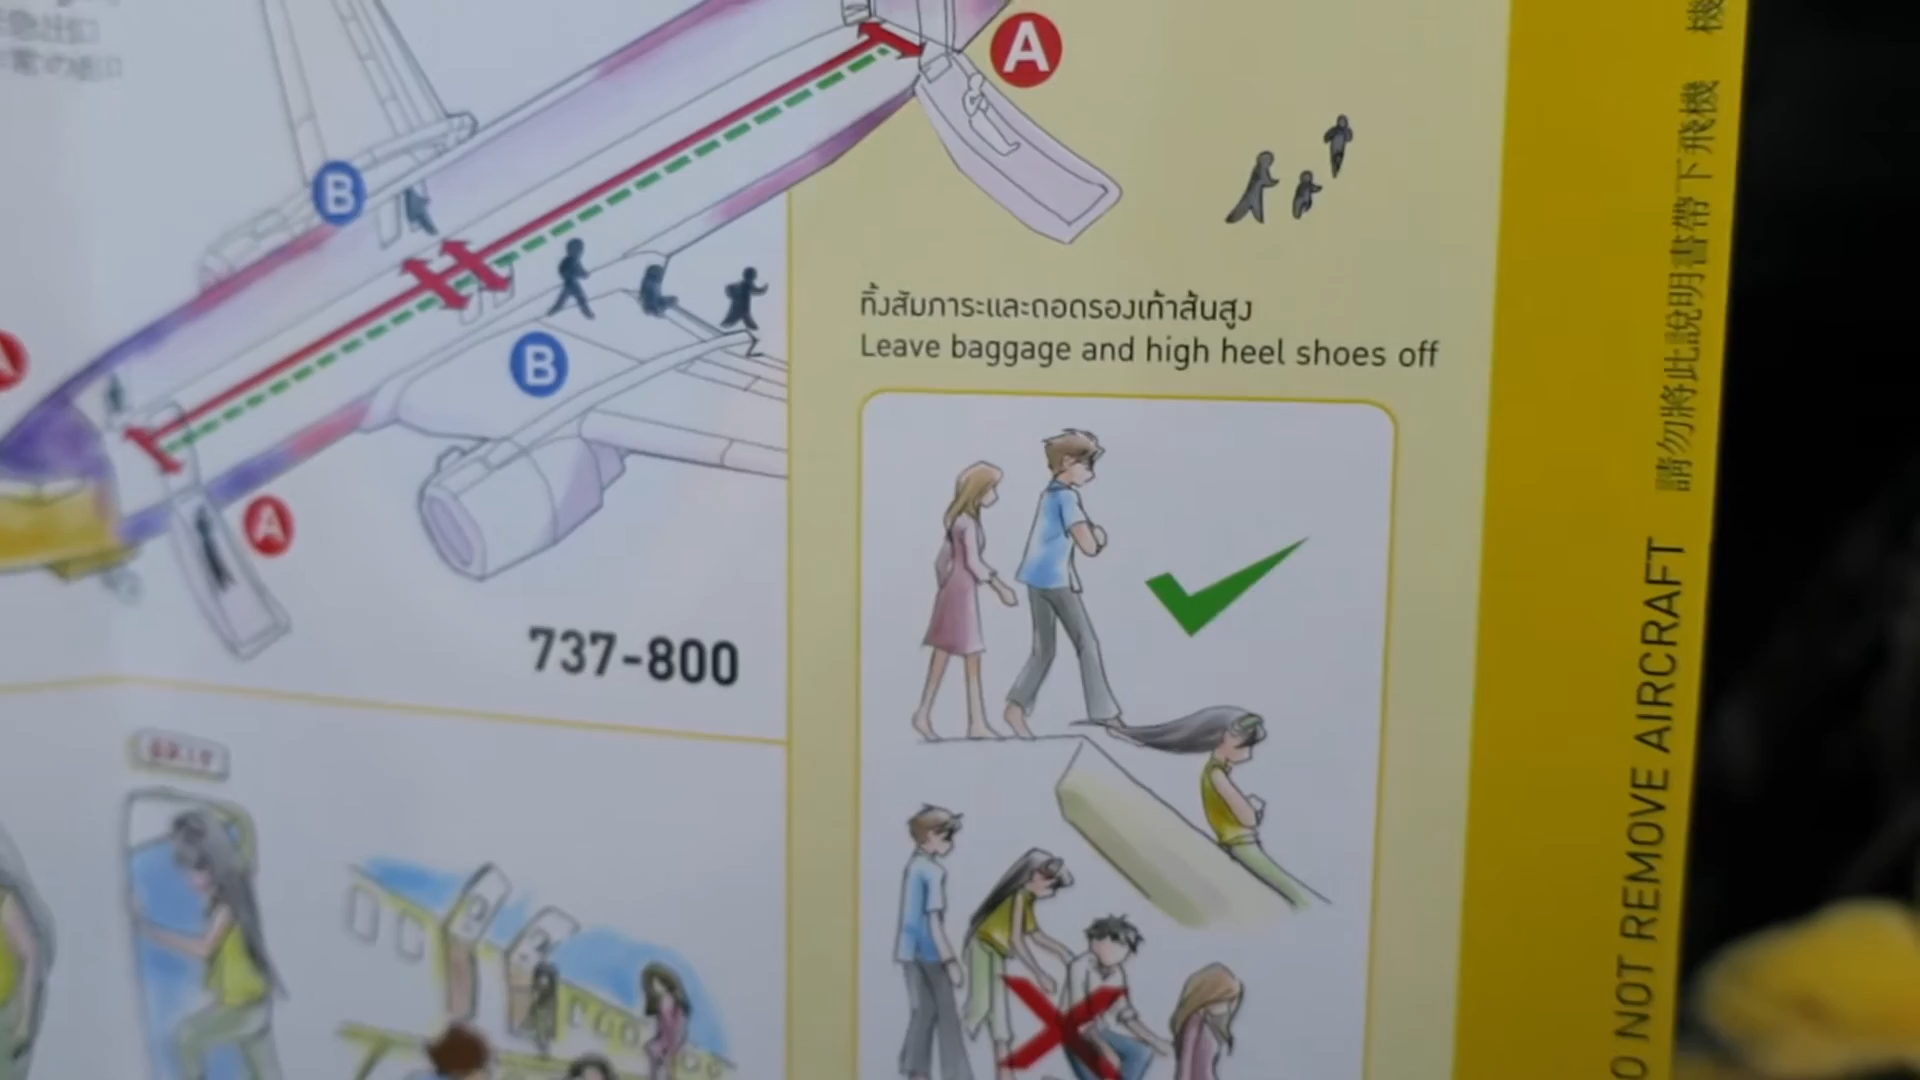 A
B
ทิ้งสัมภาระและถอดรองเท้าส้นสูง
Leave baggage and high heel shoes off
B
A
737-800
NOT REMOVE AIRCRAFT
請勿將此說明書帶下飛機